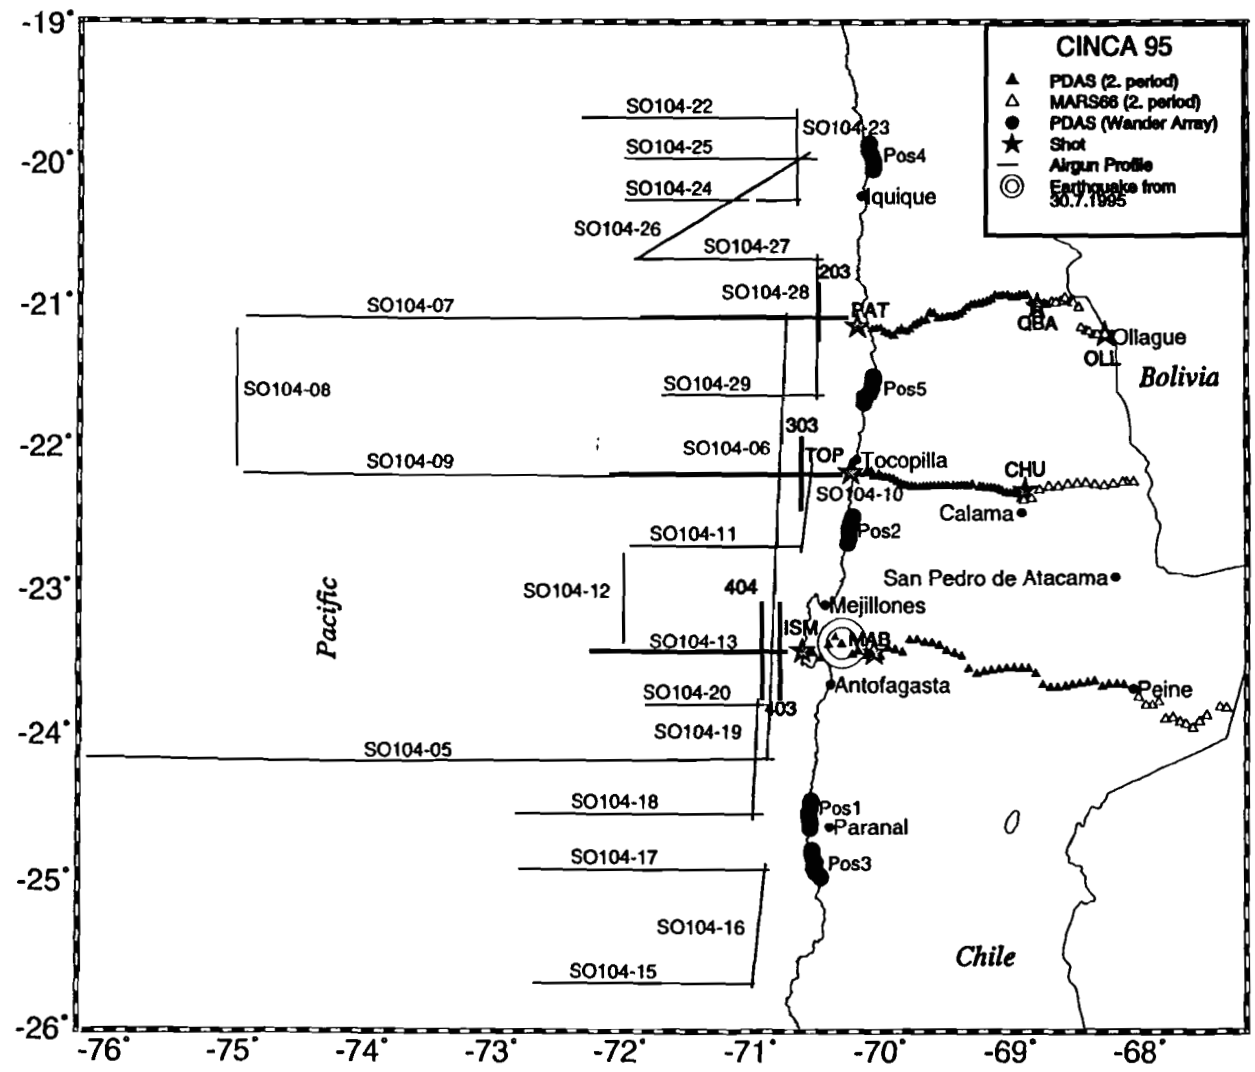 -19°
CINCA 95
PDAS (2. period)
MARS66 (2. period)
PDAS (Wander Array)
Shot
Airgun Profile
Earthquake from
30.7.1995
SO104-22
SO104-23
SO104-25
Pos4
-20°
SO104-24
Iquique
SO104-26
SO104-27
203
SO104-28
-21°
SO104-07
PAT
QBA
Ollague
OLL
Bolivia
SO104-08
SO104-29
Pos5
303
-22°
SO104-06
TOP
Tocopilla
SO104-09
CHU
SO104-10
Calama
SO104-11
Pos2
San Pedro de Atacama
-23°
SO104-12
404
Mejillones
Pacific
ISM
SO104-13
MAB
SO104-20
Antofagasta
Peine
403
-24°
SO104-19
SO104-05
SO104-18
Pos1
Paranal
SO104-17
Pos3
-25°
SO104-16
Chile
SO104-15
-26°
-76° -75° -74° -73° -72° -71° -70° -69° -68°